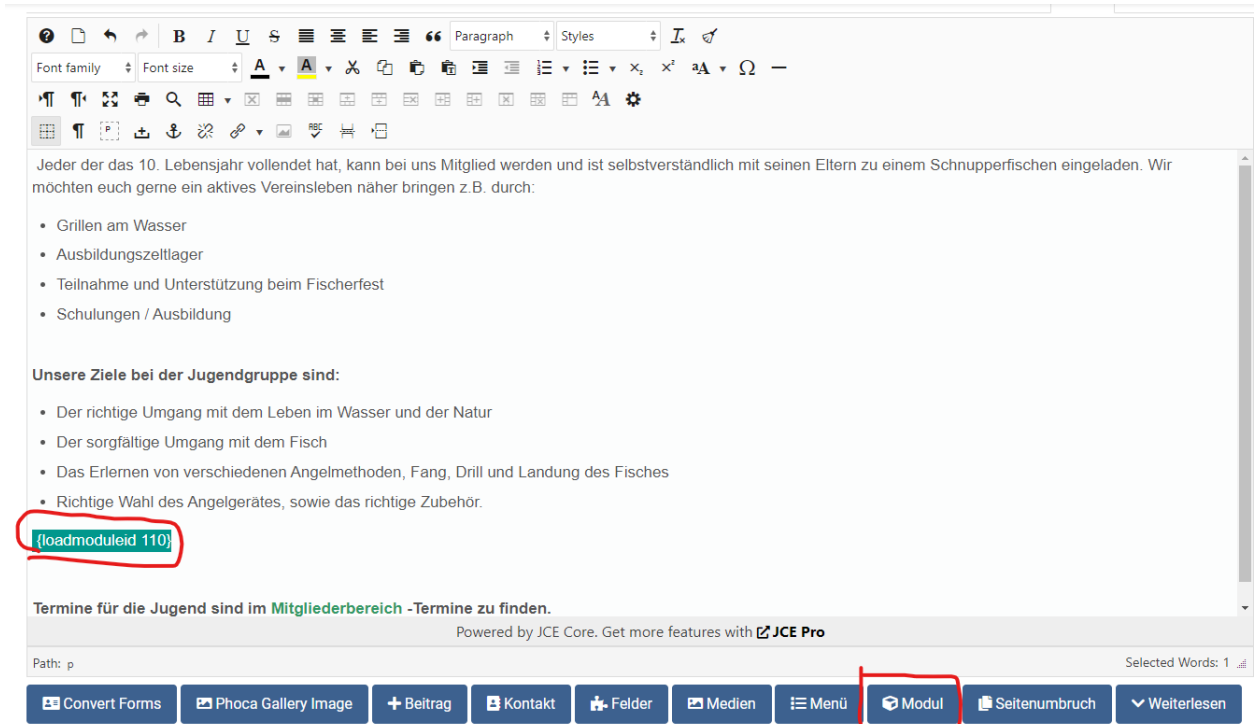 B I U S Paragraph Styles
Font family Font size A A
Jeder der das 10. Lebensjahr vollendet hat, kann bei uns Mitglied werden und ist selbstverständlich mit seinen Eltern zu einem Schnupperfischen eingeladen. Wir
möchten euch gerne ein aktives Vereinsleben näher bringen z.B. durch:
• Grillen am Wasser
• Ausbildungszeltlager
• Teilnahme und Unterstützung beim Fischerfest
• Schulungen / Ausbildung
Unsere Ziele bei der Jugendgruppe sind:
• Der richtige Umgang mit dem Leben im Wasser und der Natur
• Der sorgfältige Umgang mit dem Fisch
• Das Erlernen von verschiedenen Angelmethoden, Fang, Drill und Landung des Fisches
• Richtige Wahl des Angelgerätes, sowie das richtige Zubehör.
{loadmoduleid 110}
Termine für die Jugend sind im Mitgliederbereich -Termine zu finden.
Powered by JCE Core. Get more features with JCE Pro
Path: p Selected Words: 1
Convert Forms Phoca Gallery Image Beitrag Kontakt Felder Medien Menü Modul Seitenumbruch Weiterlesen